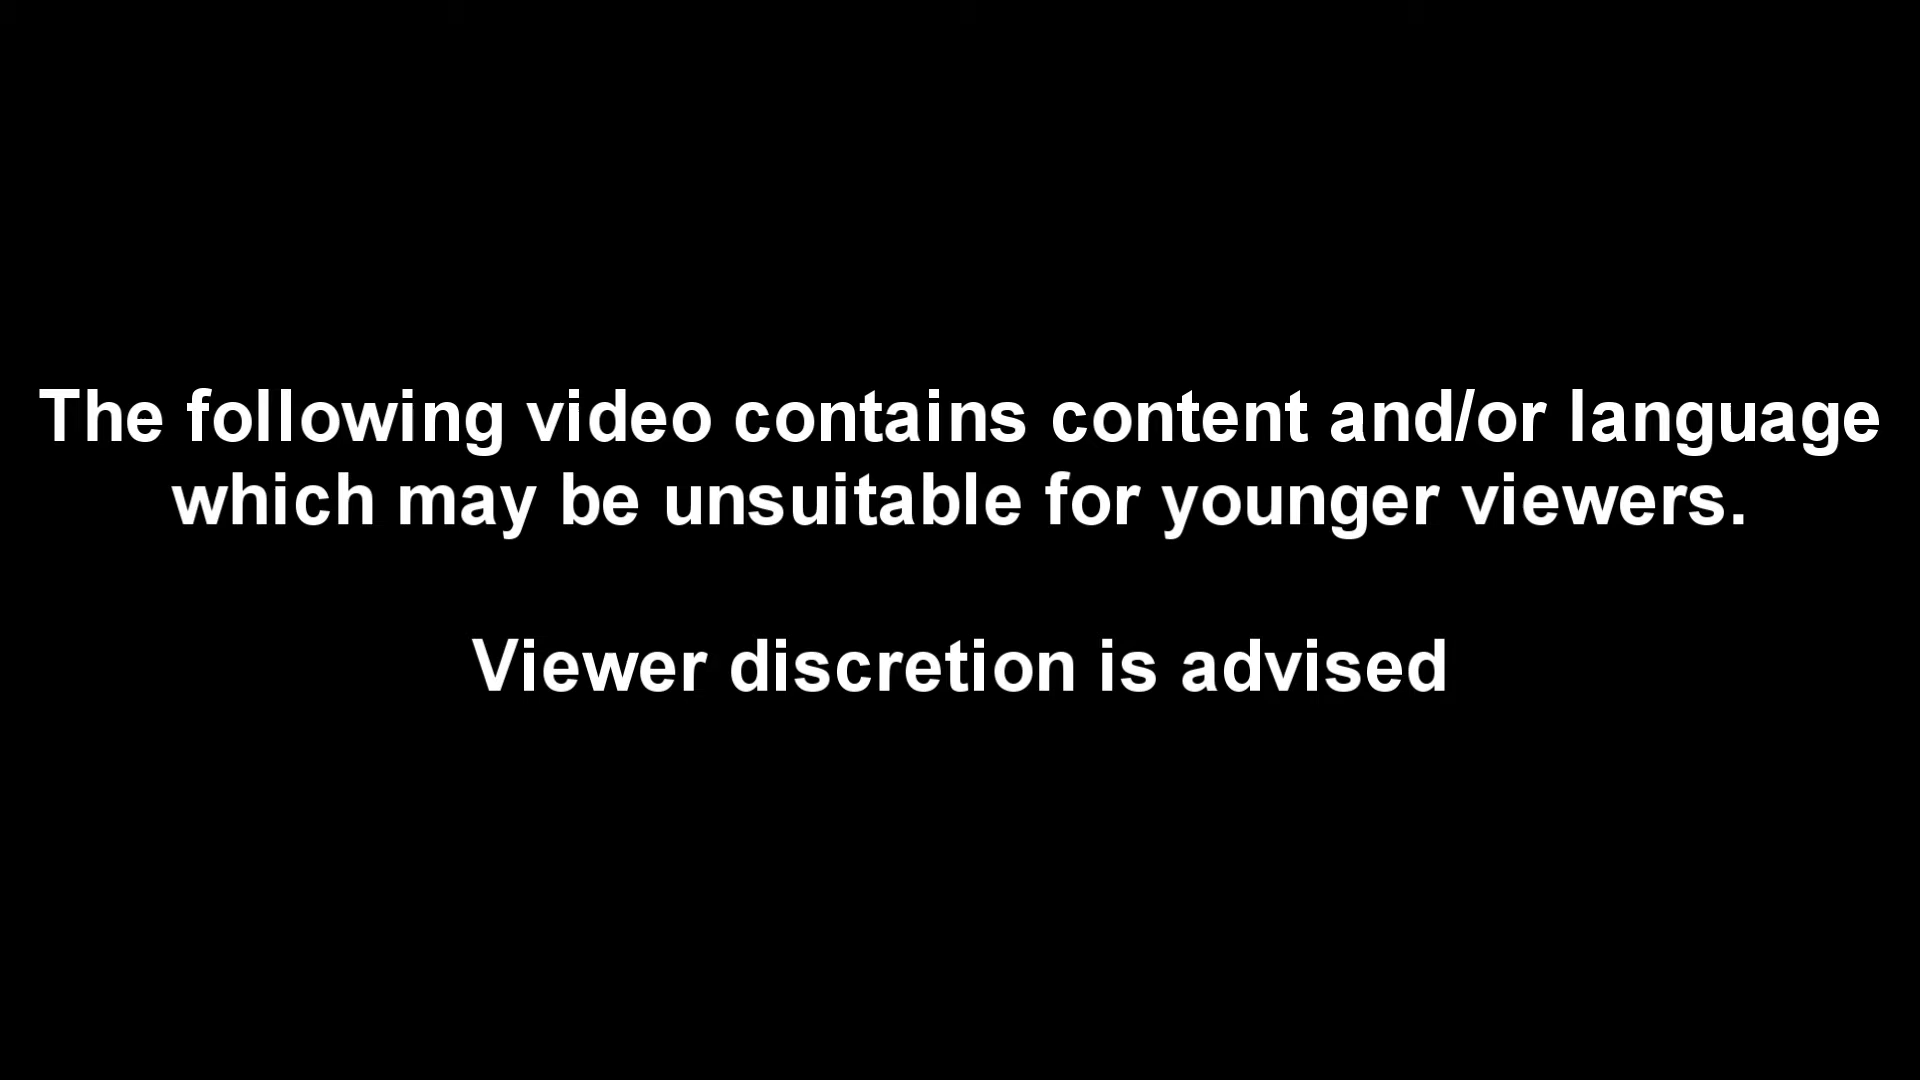 The following video contains content and/or language
which may be unsuitable for younger viewers.
Viewer discretion is advised